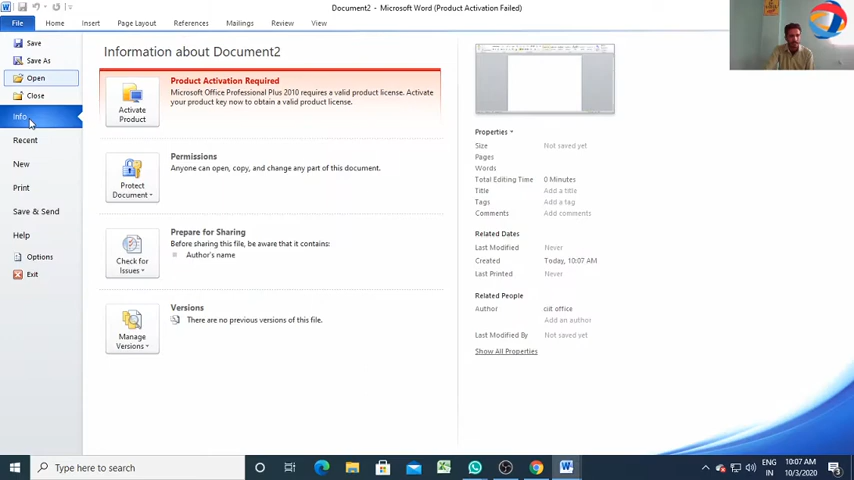 Document2 - Microsoft Word (Product Activation Failed)
File Home Insert Page Layout References Mailings Review View
Save
Save As
Open
Close
Info
Recent
New
Print
Save & Send
Help
Options
Exit
Information about Document2
Activate
Product
Product Activation Required
Microsoft Office Professional Plus 2010 requires a valid product license. Activate
your product key now to obtain a valid product license.
Protect
Document
Permissions
Anyone can open, copy, and change any part of this document.
Check for
Issues
Prepare for Sharing
Before sharing this file, be aware that it contains:
Author's name
Manage
Versions
Versions
There are no previous versions of this file.
Properties
Size Not saved yet
Pages
Words
Total Editing Time 0 Minutes
Title Add a title
Tags Add a tag
Comments Add comments
Related Dates
Last Modified Never
Created Today, 10:07 AM
Last Printed Never
Related People
Author ciit office
Add an author
Last Modified By Not saved yet
Show All Properties
Type here to search
ENG
IN
10:07 AM
10/3/2020
3